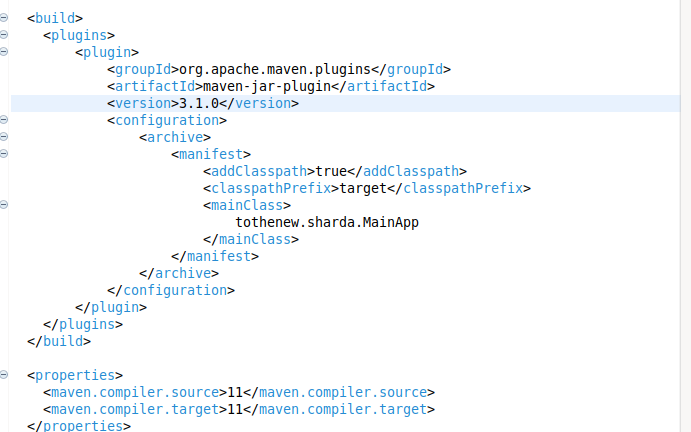 <build>
<plugins>
<plugin>
<groupId>org.apache.maven.plugins</groupId>
<artifactId>maven-jar-plugin</artifactId>
<version>3.1.0</version>
<configuration>
<archive>
<manifest>
<addClasspath>true</addClasspath>
<classpathPrefix>target</classpathPrefix>
<mainClass>
tothenew.sharda.MainApp
</mainClass>
</manifest>
</archive>
</configuration>
</plugin>
</plugins>
</build>
<properties>
<maven.compiler.source>11</maven.compiler.source>
<maven.compiler.target>11</maven.compiler.target>
</properties>